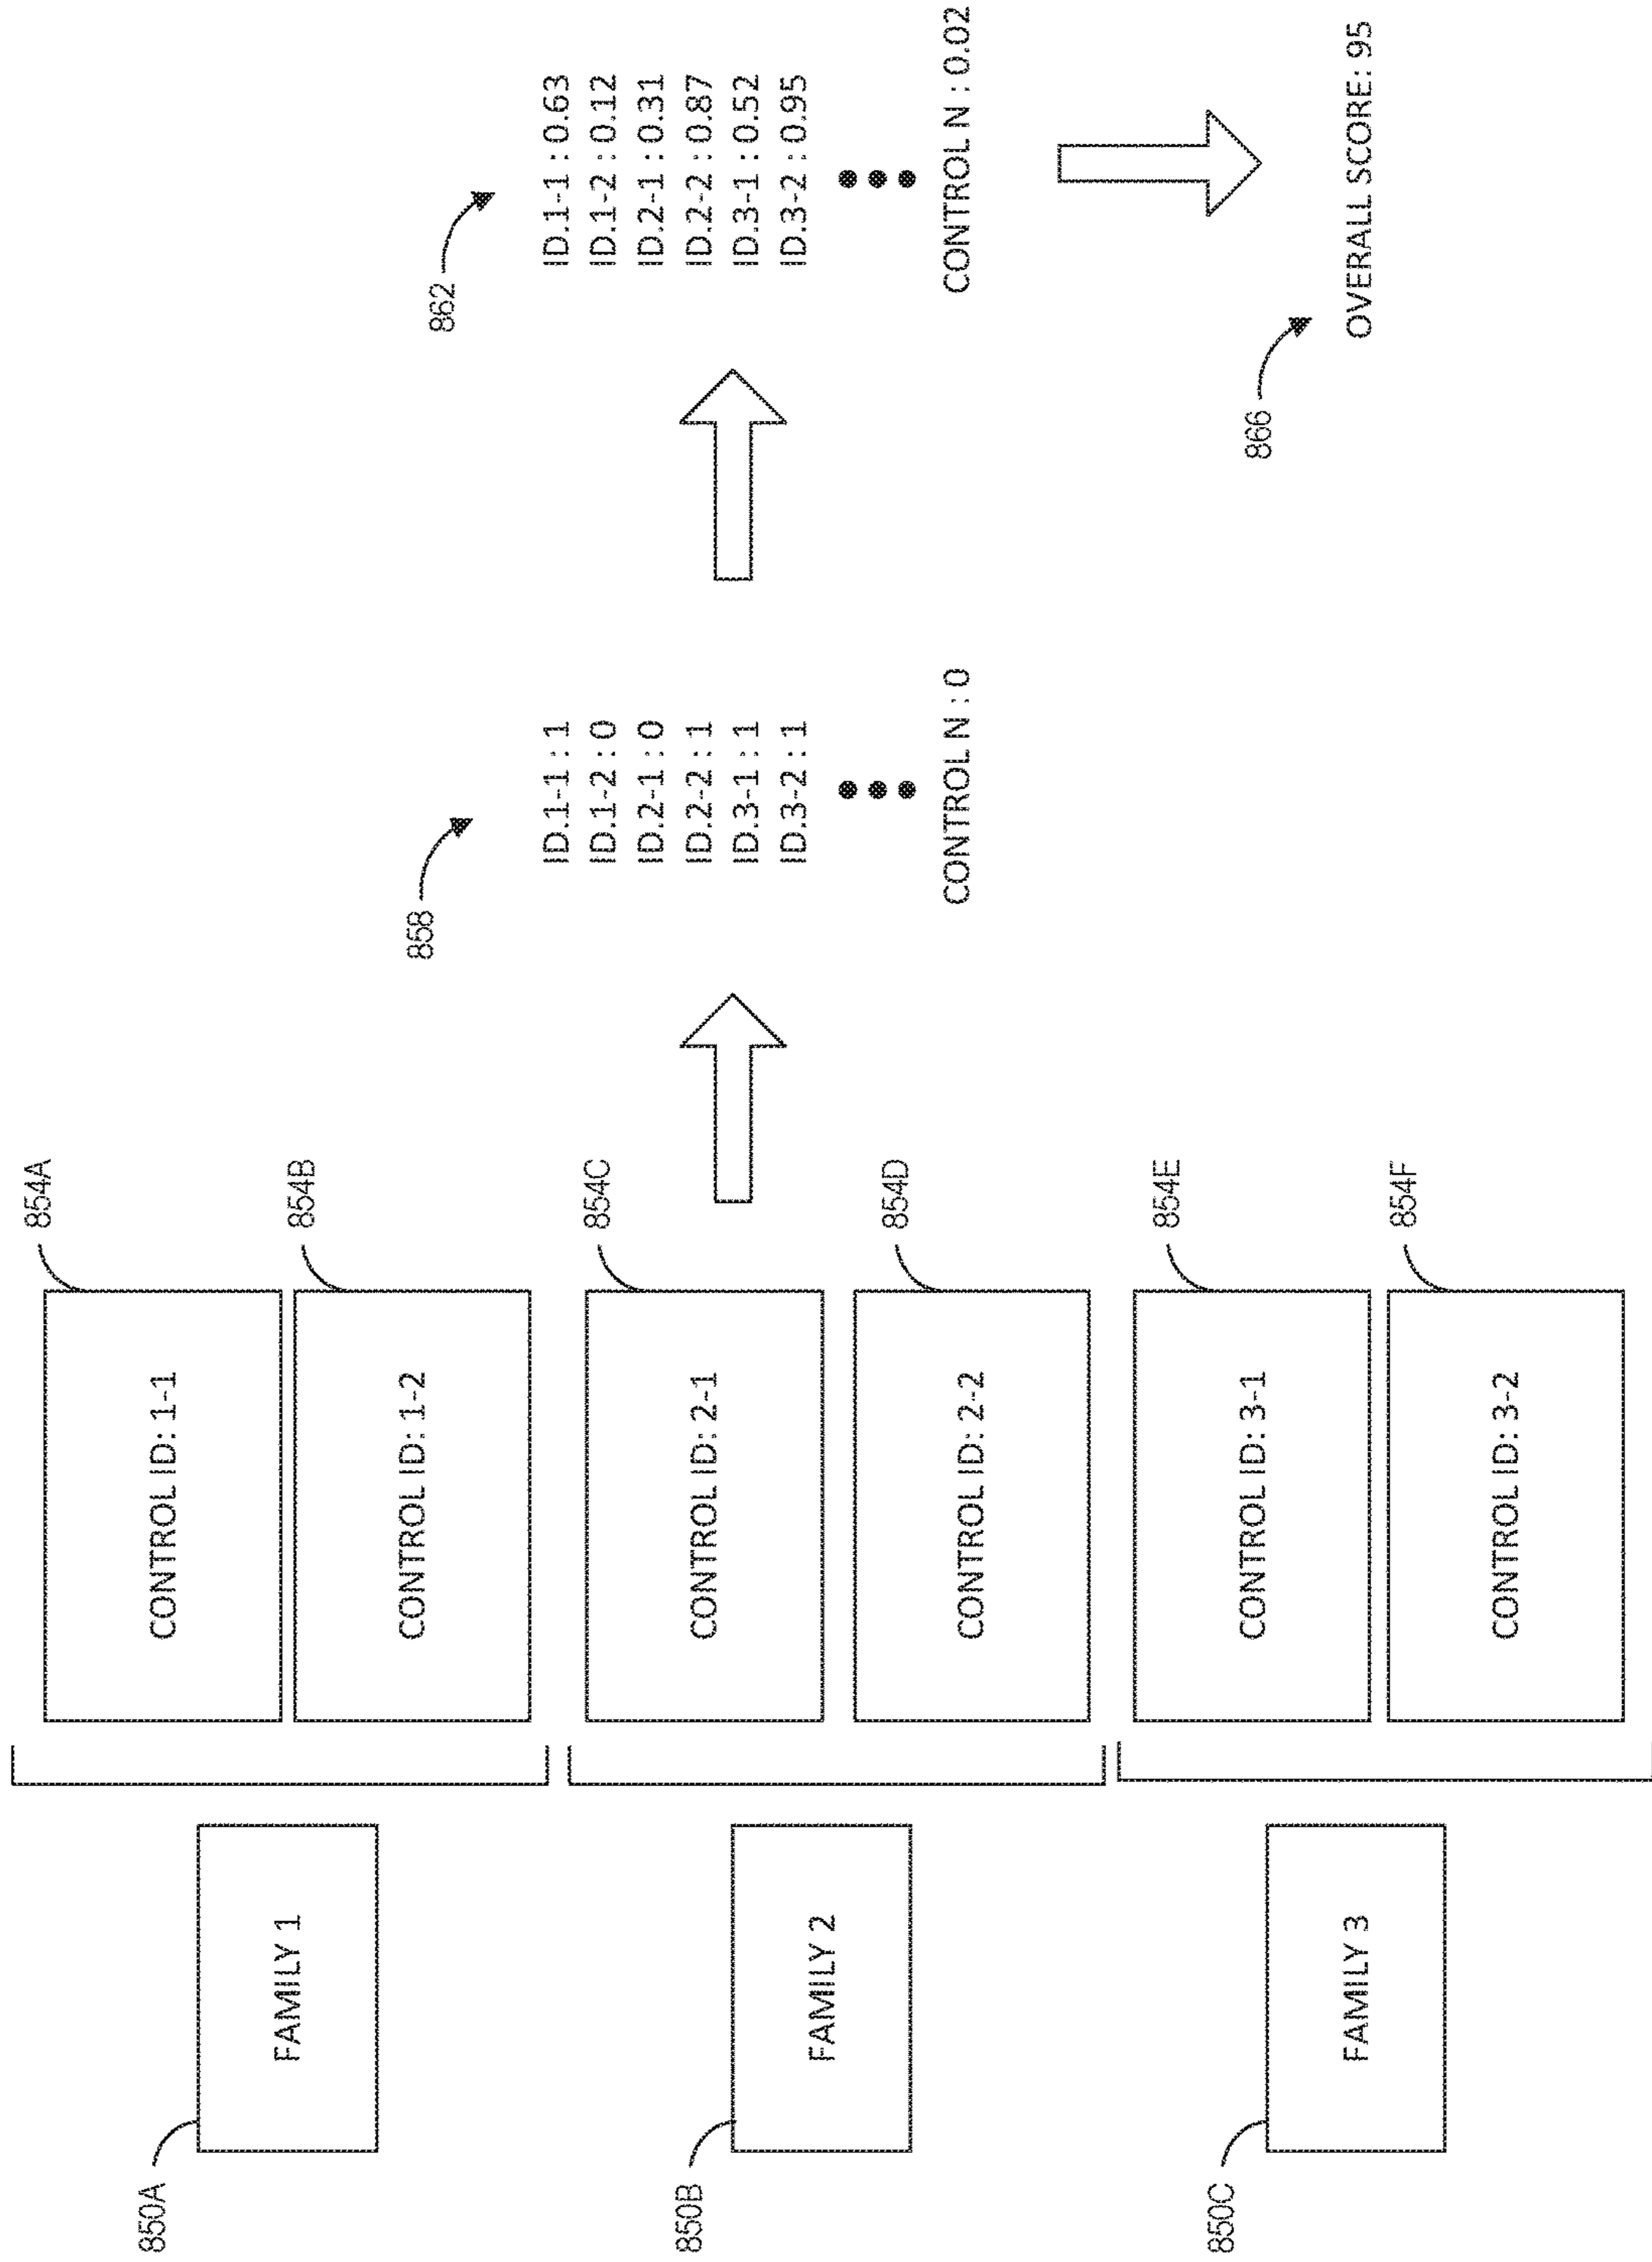 850A
FAMILY 1
850B
FAMILY 2
850C
FAMILY 3
854A
CONTROL ID: 1-1
854B
CONTROL ID: 1-2
854C
CONTROL ID: 2-1
854D
CONTROL ID: 2-2
854E
CONTROL ID: 3-1
854F
CONTROL ID: 3-2
858
ID.1-1 : 1
ID.1-2 : 0
ID.2-1 : 0
ID.2-2 : 1
ID.3-1 : 1
ID.3-2 : 1
CONTROL N : 0
862
ID.1-1 : 0.63
ID.1-2 : 0.12
ID.2-1 : 0.31
ID.2-2 : 0.87
ID.3-1 : 0.52
ID.3-2 : 0.95
CONTROL N : 0.02
866
OVERALL SCORE: 95